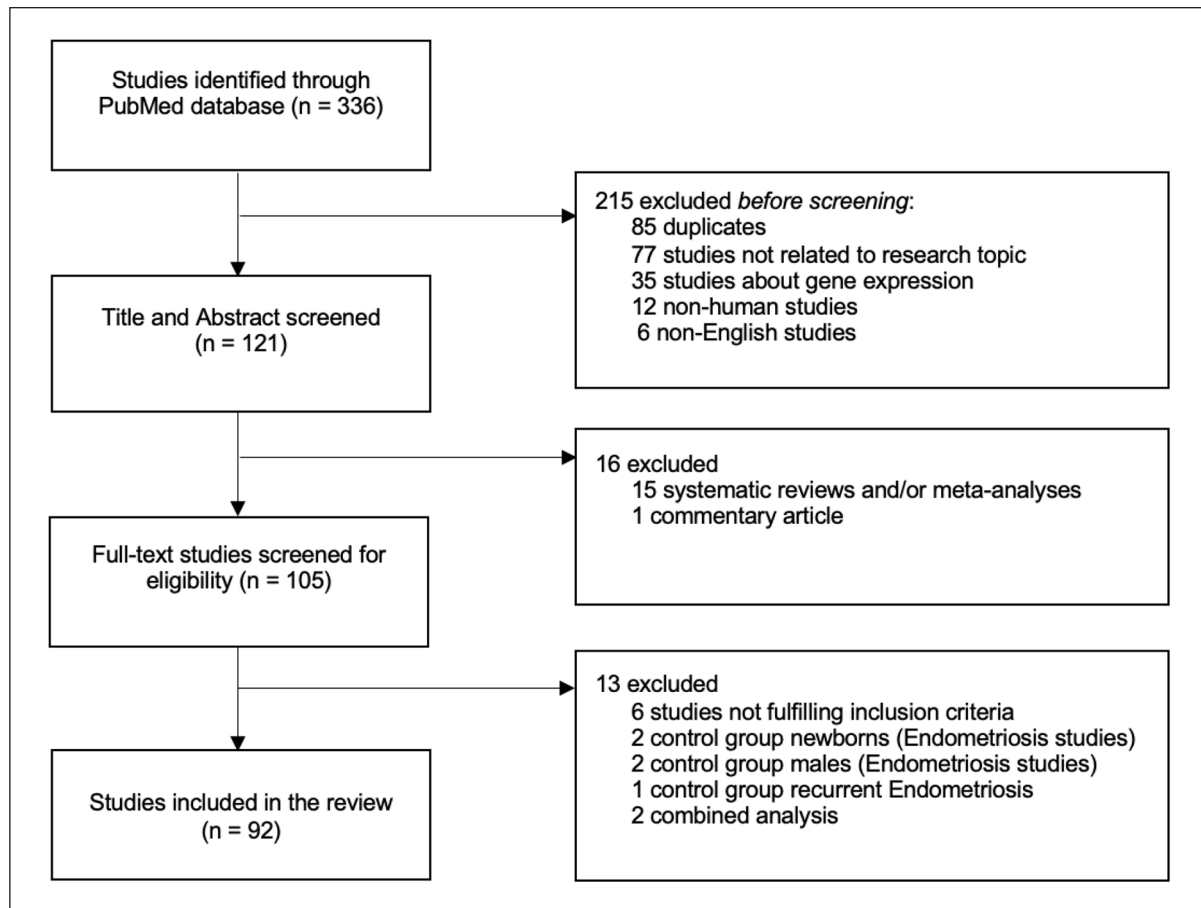 Studies identified through
PubMed database (n = 336)
215 excluded before screening:
85 duplicates
77 studies not related to research topic
35 studies about gene expression
12 non-human studies
6 non-English studies
Title and Abstract screened
(n = 121)
16 excluded
15 systematic reviews and/or meta-analyses
1 commentary article
Full-text studies screened for
eligibility (n = 105)
13 excluded
6 studies not fulfilling inclusion criteria
2 control group newborns (Endometriosis studies)
2 control group males (Endometriosis studies)
1 control group recurrent Endometriosis
2 combined analysis
Studies included in the review
(n = 92)